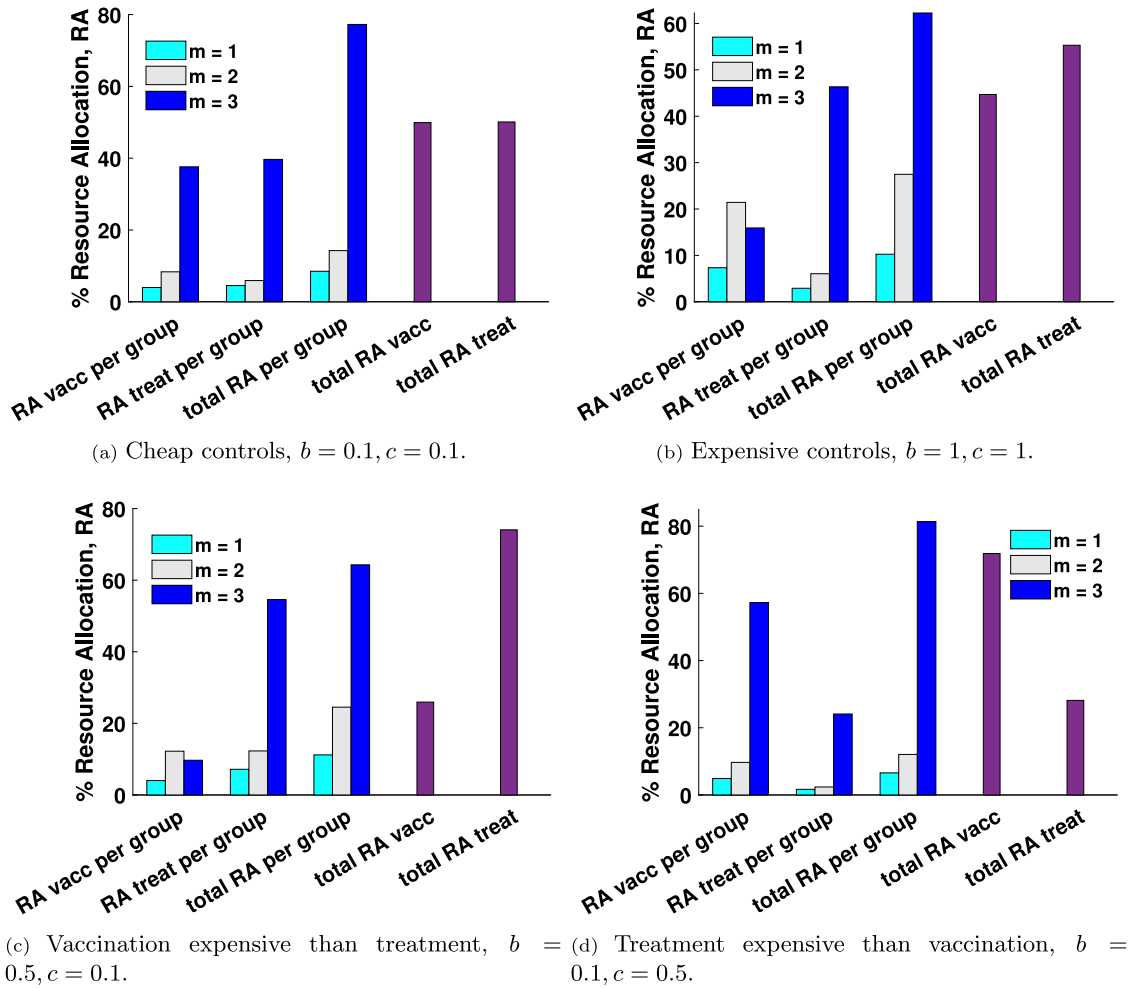 % Resource Allocation, RA
80
60
40
20
0
m = 1
m = 2
m = 3
RA vacc per group
RA treat per group
total RA per group
total RA vacc
total RA treat
(a) Cheap controls, b = 0.1, c = 0.1.
% Resource Allocation, RA
60
50
40
30
20
10
0
m = 1
m = 2
m = 3
RA vacc per group
RA treat per group
total RA per group
total RA vacc
total RA treat
(b) Expensive controls, b = 1, c = 1.
% Resource Allocation, RA
80
60
40
20
0
m = 1
m = 2
m = 3
RA vacc per group
RA treat per group
total RA per group
total RA vacc
total RA treat
(c) Vaccination expensive than treatment, b =
0.5, c = 0.1.
% Resource Allocation, RA
80
60
40
20
0
m = 1
m = 2
m = 3
RA vacc per group
RA treat per group
total RA per group
total RA vacc
total RA treat
(d) Treatment expensive than vaccination, b =
0.1, c = 0.5.